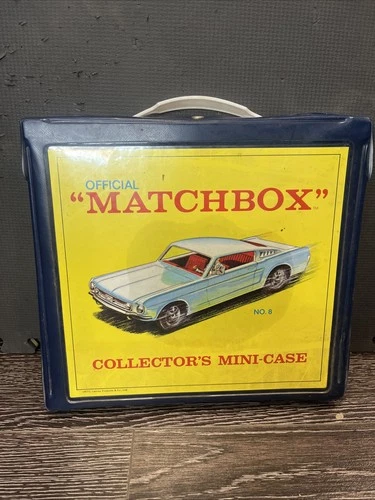 OFFICIAL
"MATCHBOX"
NO. 8
COLLECTOR'S MINI-CASE